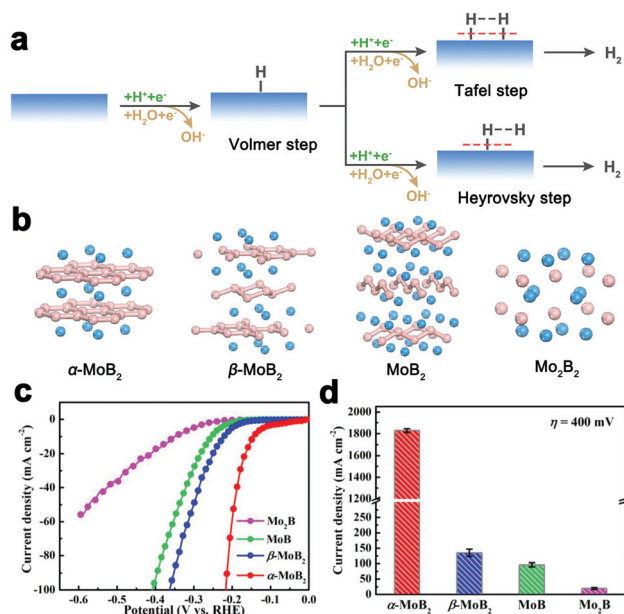 a
H
H--H
+H⁺+e⁻
+H₂O+e⁻
OH⁻
Tafel step
H₂
+H⁺+e⁻
+H₂O+e⁻
OH⁻
Volmer step
H--H
+H⁺+e⁻
+H₂O+e⁻
OH⁻
Heyrovsky step
H₂
b
α-MoB₂
β-MoB₂
MoB₂
Mo₂B₂
c
Current density (mA cm⁻²)
0
-20
-40
-60
-80
-100
-0.6
-0.5
-0.4
-0.3
-0.2
-0.1
0.0
Potential (V vs. RHE)
Mo₂B
MoB
β-MoB₂
α-MoB₂
d
η = 400 mV
Current density (mA cm⁻²)
2000
1800
1600
1400
1200
300
250
200
150
100
50
0
α-MoB₂
β-MoB₂
MoB
Mo₂B